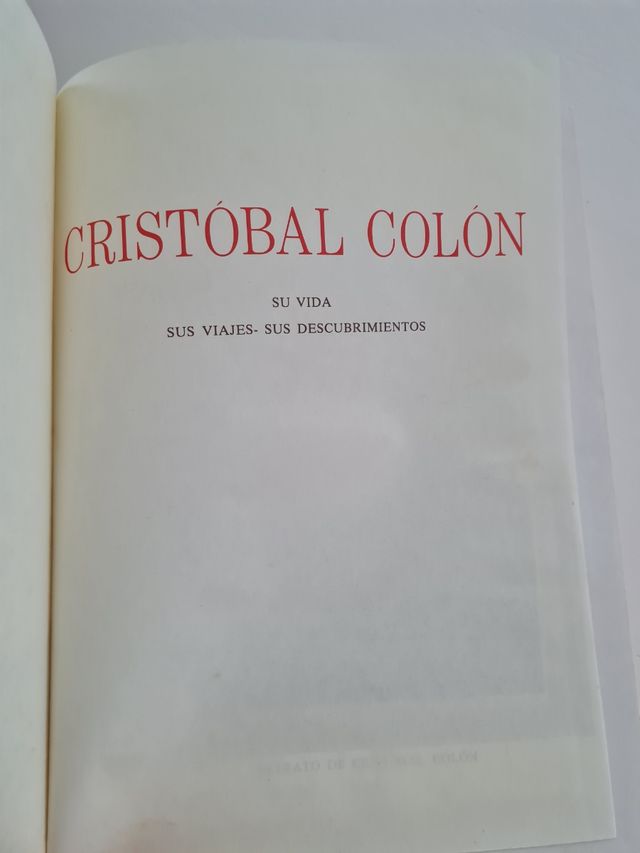 CRISTÓBAL COLÓN
SU VIDA
SUS VIAJES- SUS DESCUBRIMIENTOS